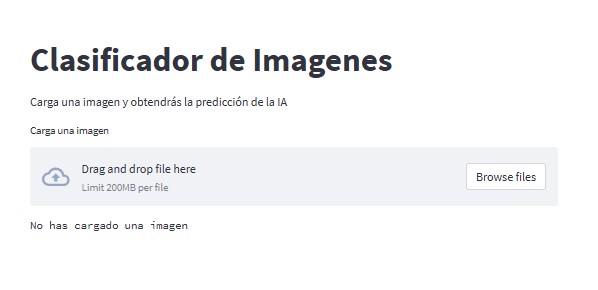 Clasificador de Imagenes
Carga una imagen y obtendrás la predicción de la IA
Carga una imagen
Drag and drop file here
Limit 200MB per file
Browse files
No has cargado una imagen